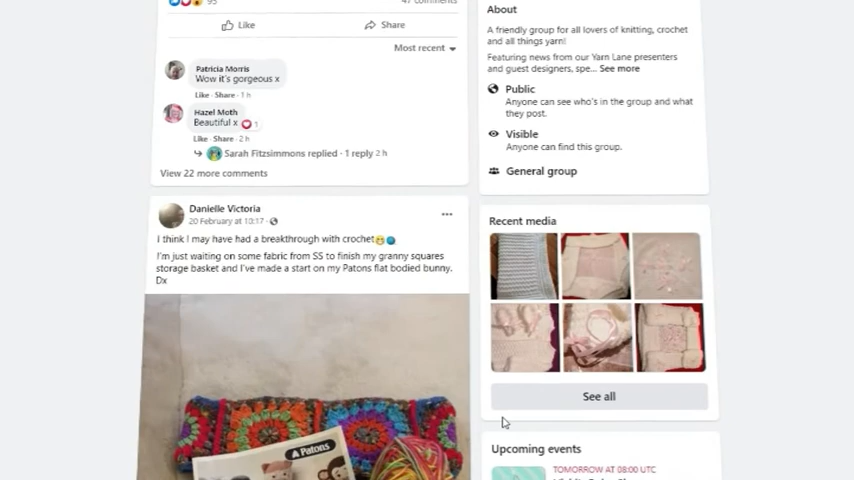 95
47 comments
Like
Share
Most recent
Patricia Morris
Wow it's gorgeous x
Like · Share · 1 h
Hazel Moth
Beautiful x
1
Like · Share · 2 h
Sarah Fitzsimmons replied · 1 reply 2 h
View 22 more comments
Danielle Victoria
20 February at 10:17 ·
I think I may have had a breakthrough with crochet
I'm just waiting on some fabric from SS to finish my granny squares
storage basket and I've made a start on my Patons flat bodied bunny.
Dx
Patons
About
A friendly group for all lovers of knitting, crochet
and all things yarn!
Featuring news from our Yarn Lane presenters
and guest designers, spe... See more
Public
Anyone can see who's in the group and what
they post.
Visible
Anyone can find this group.
General group
Recent media
See all
Upcoming events
TOMORROW AT 08:00 UTC